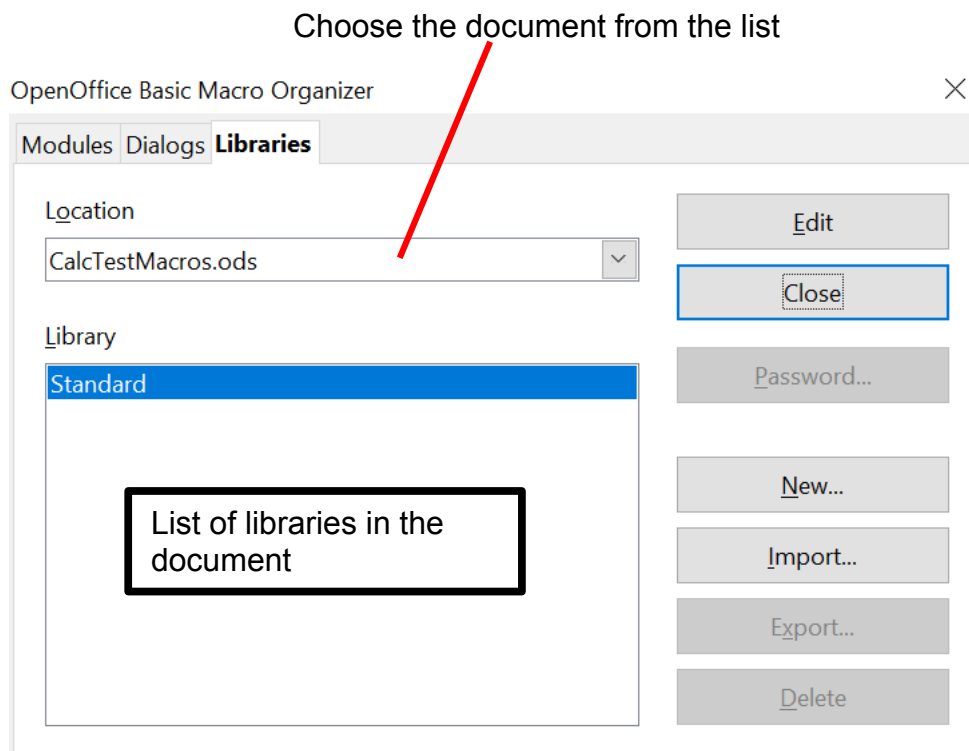 Choose the document from the list
OpenOffice Basic Macro Organizer
Modules Dialogs Libraries
Location
Edit
CalcTestMacros.ods
Close
Library
Password...
Standard
New...
List of libraries in the
document
Import...
Export...
Delete